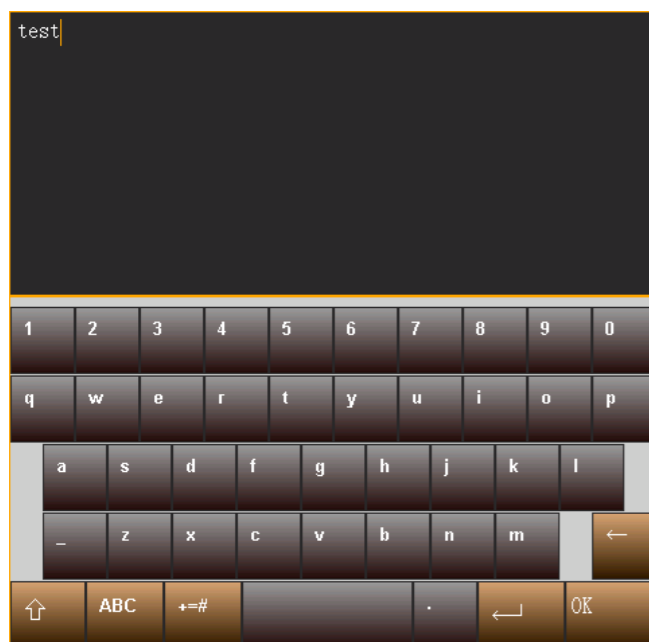 test
1 2 3 4 5 6 7 8 9 0
q w e r t y u i o p
a s d f g h j k l
_ z x c v b n m ←
⇧ ABC +=# . ↵ OK